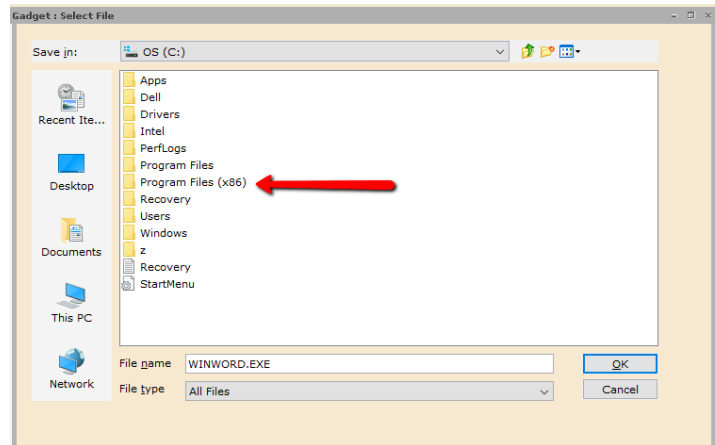 Gadget : Select File
Save in:
OS (C:)
Recent Ite...
Desktop
Documents
This PC
Network
Apps
Dell
Drivers
Intel
PerfLogs
Program Files
Program Files (x86)
Recovery
Users
Windows
z
Recovery
StartMenu
File name
WINWORD.EXE
OK
File type
All Files
Cancel